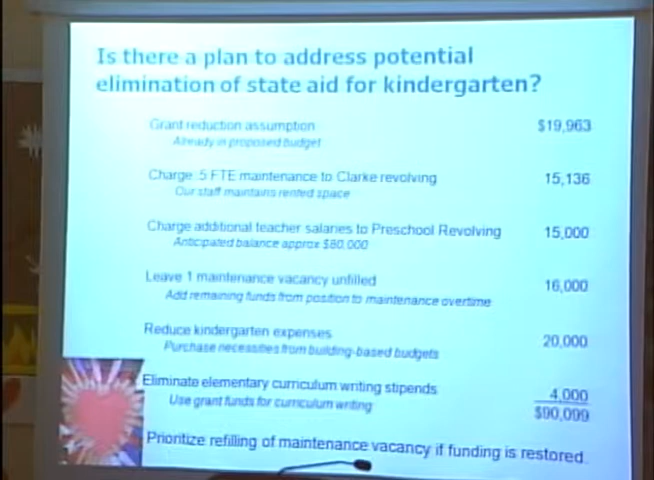 Is there a plan to address potential
elimination of state aid for kindergarten?
Grant reduction assumption $19,963
Already in proposed budget
Charge .5 FTE maintenance to Clarke revolving 15,136
Our staff maintains rented space
Charge additional teacher salaries to Preschool Revolving 15,000
Anticipated balance approx $80,000
Leave 1 maintenance vacancy unfilled 16,000
Add remaining funds from position to maintenance overtime
Reduce kindergarten expenses 20,000
Purchase necessities from building-based budgets
Eliminate elementary curriculum writing stipends 4,000
Use grant funds for curriculum writing $90,099
Prioritize refilling of maintenance vacancy if funding is restored.